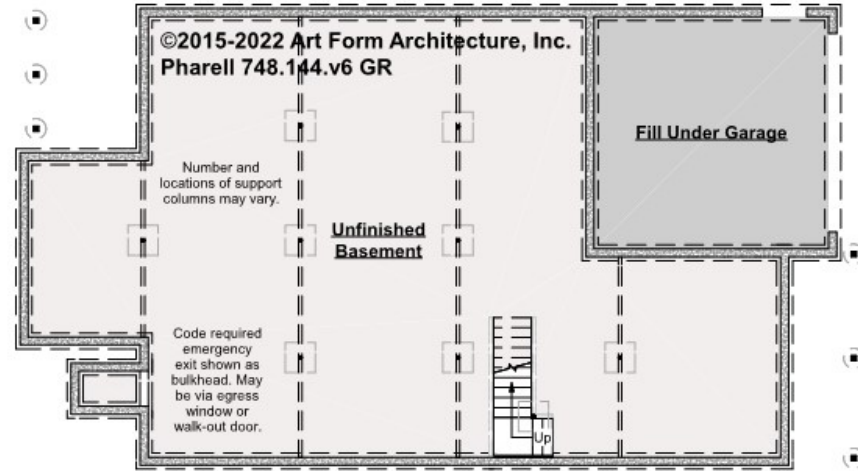 ©2015-2022 Art Form Architecture, Inc.
Pharell 748.144.v6 GR
Fill Under Garage
Number and
locations of support
columns may vary.
Unfinished
Basement
Code required
emergency
exit shown as
bulkhead. May
be via egress
window or
walk-out door.
Up